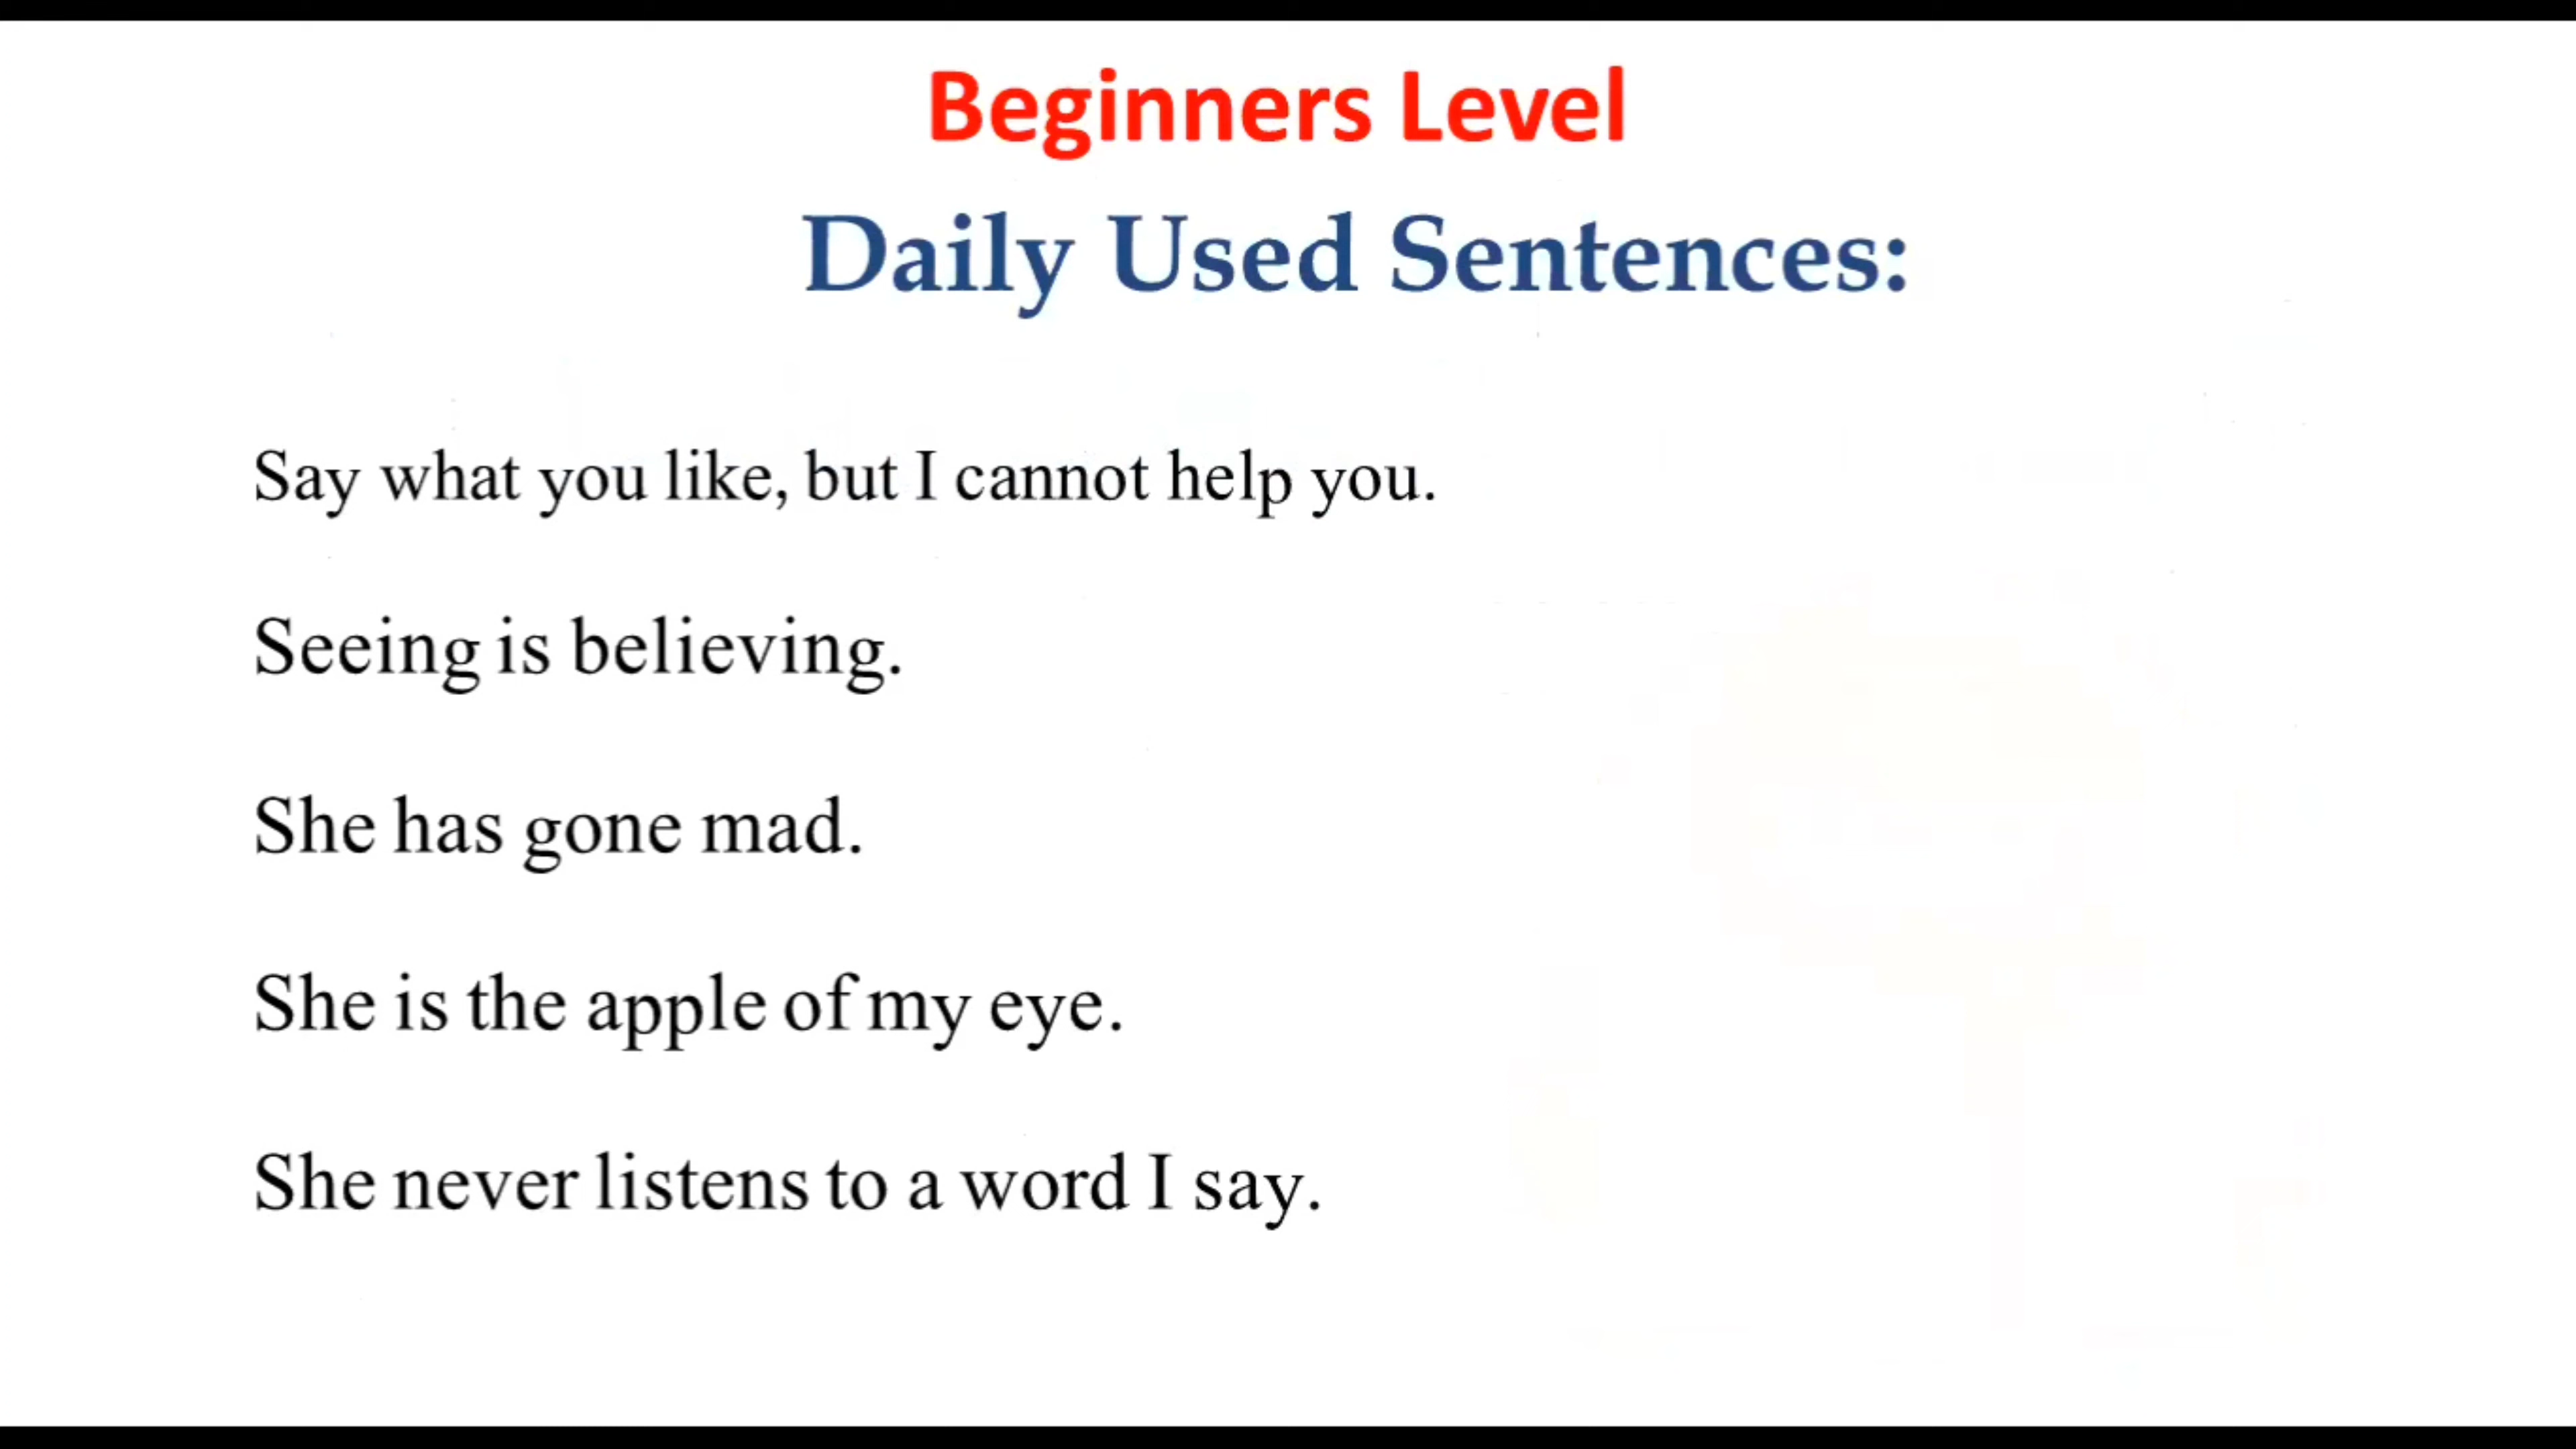 Beginners Level
Daily Used Sentences:
Say what you like, but I cannot help you.
Seeing is believing.
She has gone mad.
She is the apple of my eye.
She never listens to a word I say.